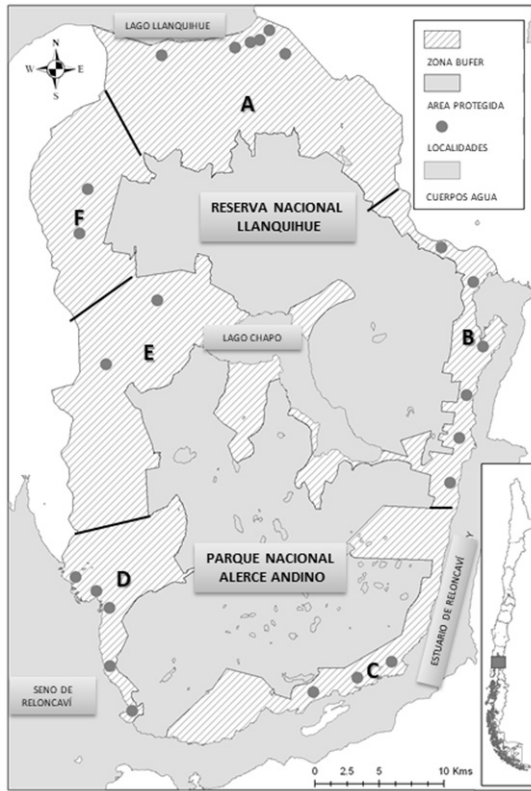 LAGO LLANQUIHUE
N
W
E
S
ZONA BUFER
AREA PROTEGIDA
LOCALIDADES
CUERPOS AGUA
A
RESERVA NACIONAL
LLANQUIHUE
F
LAGO CHAPO
B
E
PARQUE NACIONAL
ALERCE ANDINO
D
ESTUARIO DE RELONCAVÍ
C
SENO DE
RELONCAVÍ
0 2.5 5 10 Kms